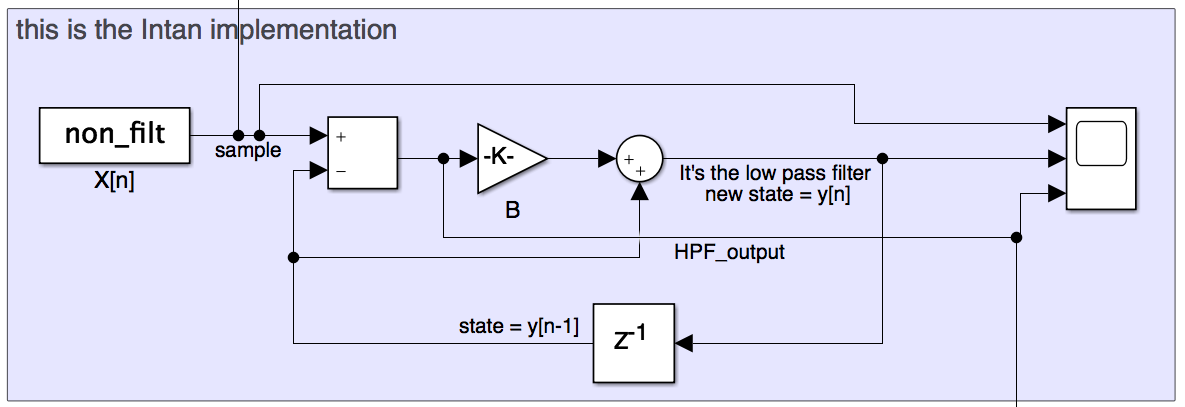 this is the Intan implementation
non_filt
X[n]
sample
+
−
-K-
B
+
+
It's the low pass filter
new state = y[n]
HPF_output
state = y[n-1]
z⁻¹